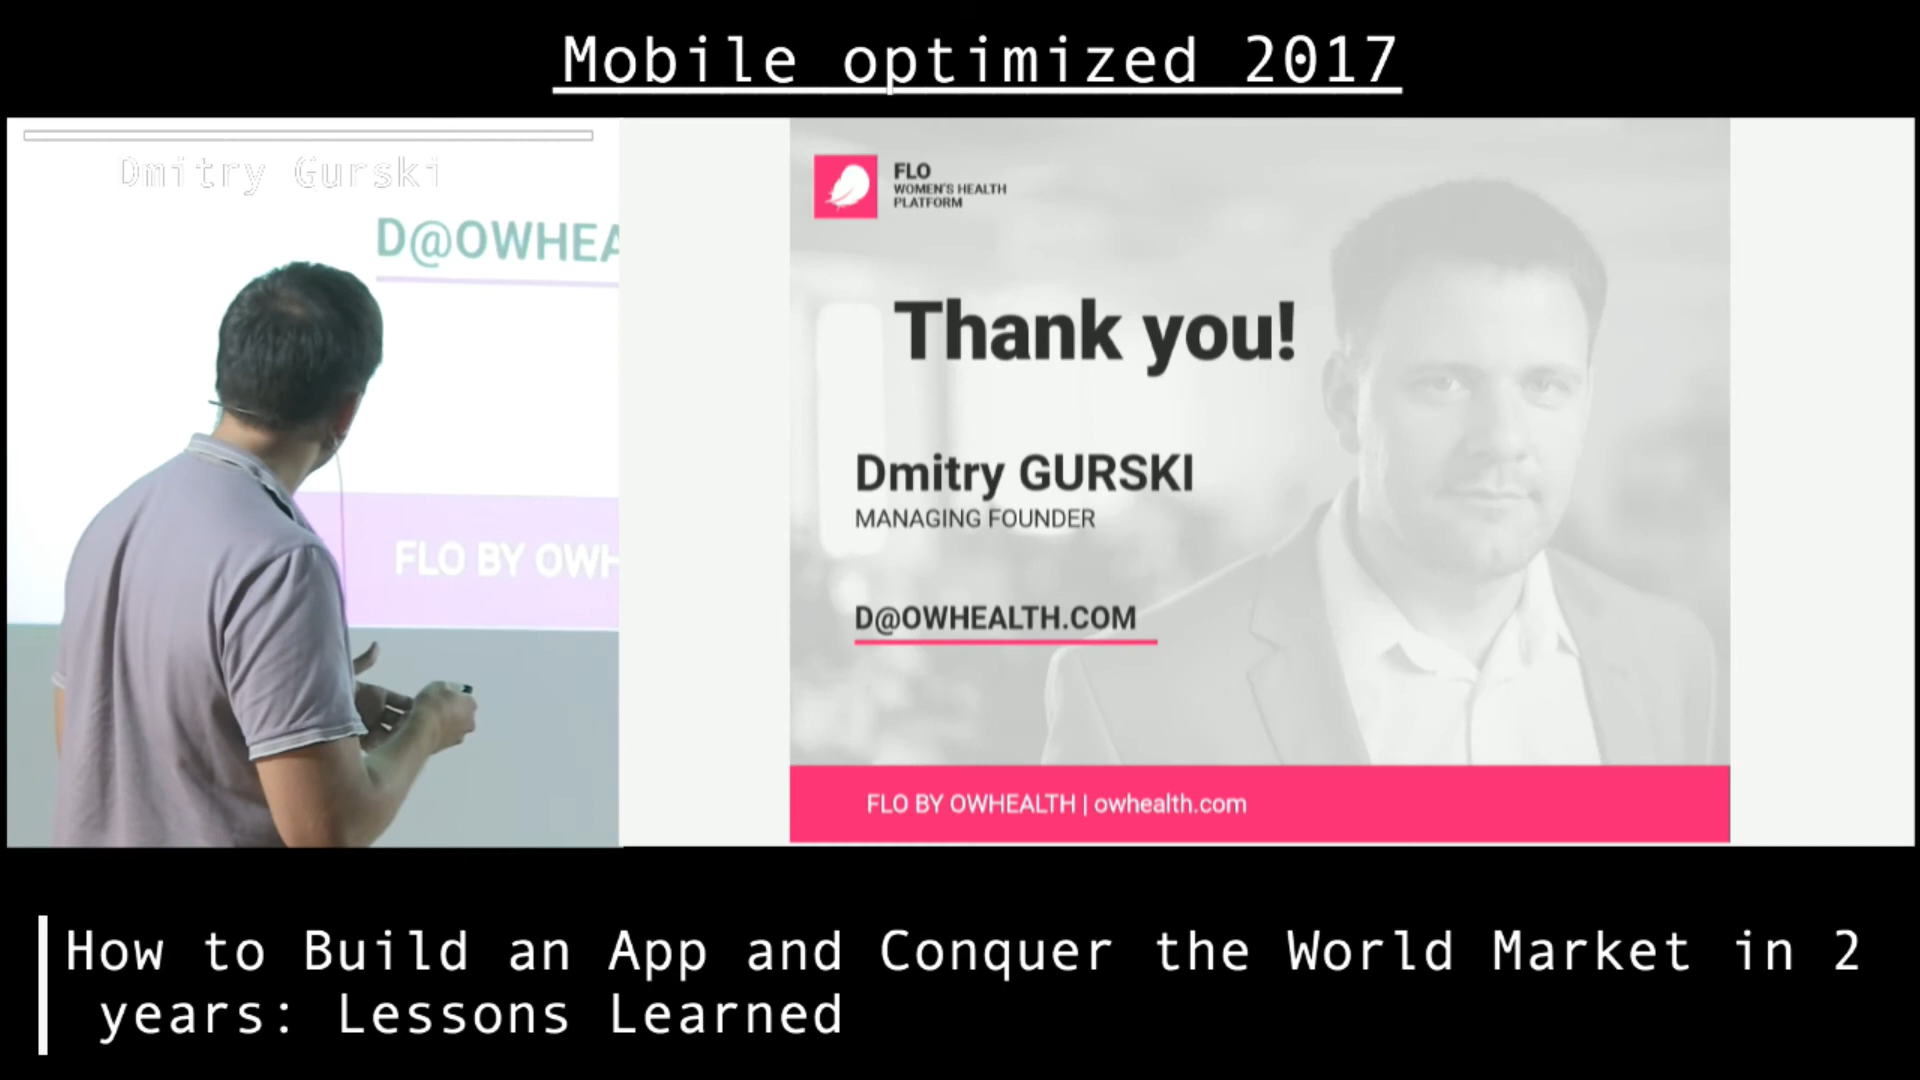 Mobile optimized 2017
Dmitry Gurski
D@OWHEA
FLO BY OWH
FLO
WOMEN'S HEALTH
PLATFORM
Thank you!
Dmitry GURSKI
MANAGING FOUNDER
D@OWHEALTH.COM
FLO BY OWHEALTH | owhealth.com
How to Build an App and Conquer the World Market in 2
years: Lessons Learned